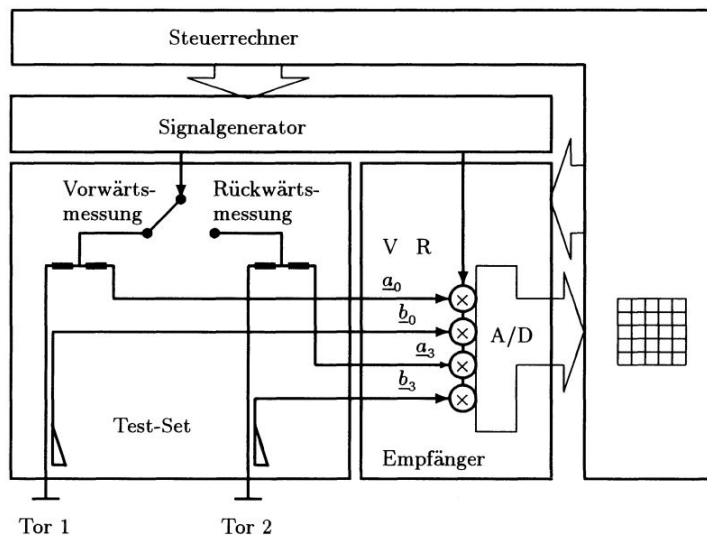 Steuerrechner
Signalgenerator
Vorwärts-
messung
Rückwärts-
messung
V R
a0
b0
a3
b3
A/D
Test-Set
Empfänger
Tor 1
Tor 2